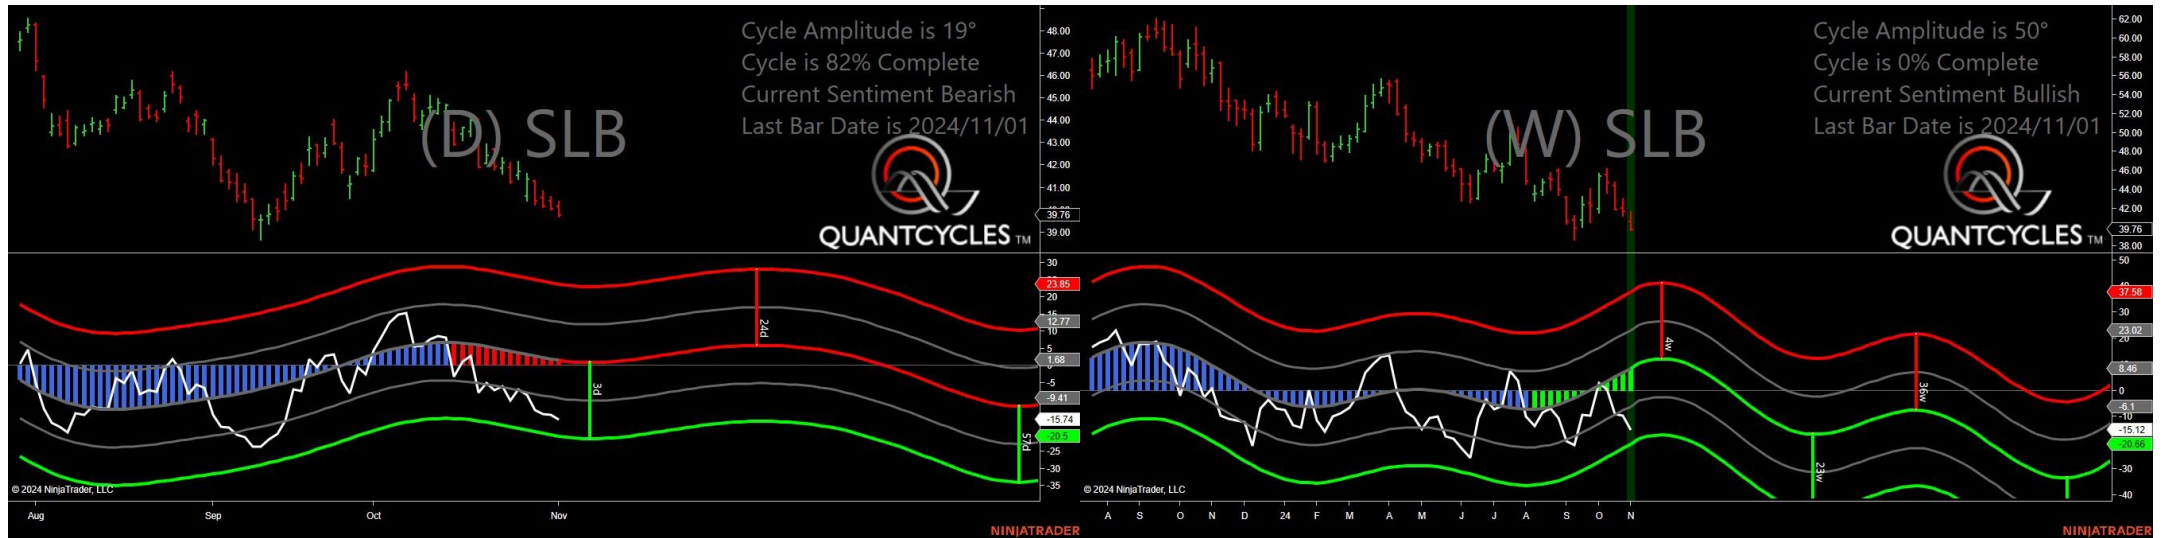 Cycle Amplitude is 19°
Cycle is 82% Complete
Current Sentiment Bearish
Last Bar Date is 2024/11/01
(D) SLB
QUANTCYCLES TM
48.00
47.00
46.00
45.00
44.00
43.00
42.00
41.00
39.76
39.00
30
23.85
20
15
12.77
10
1.68
-5
-9.41
-15.74
-20.5
-25
-30
-35
24d
3d
57d
© 2024 NinjaTrader, LLC
Aug
Sep
Oct
Nov
NINJATRADER
Cycle Amplitude is 50°
Cycle is 0% Complete
Current Sentiment Bullish
Last Bar Date is 2024/11/01
(W) SLB
QUANTCYCLES TM
62.00
60.00
58.00
56.00
54.00
52.00
50.00
48.00
46.00
44.00
42.00
39.76
38.00
50
37.58
23.02
20
8.46
0
-6.1
-10
-15.12
-20.66
-30
-40
4w
36w
23w
© 2024 NinjaTrader, LLC
A
S
O
N
D
24
F
M
A
M
J
J
A
S
O
N
NINJATRADER